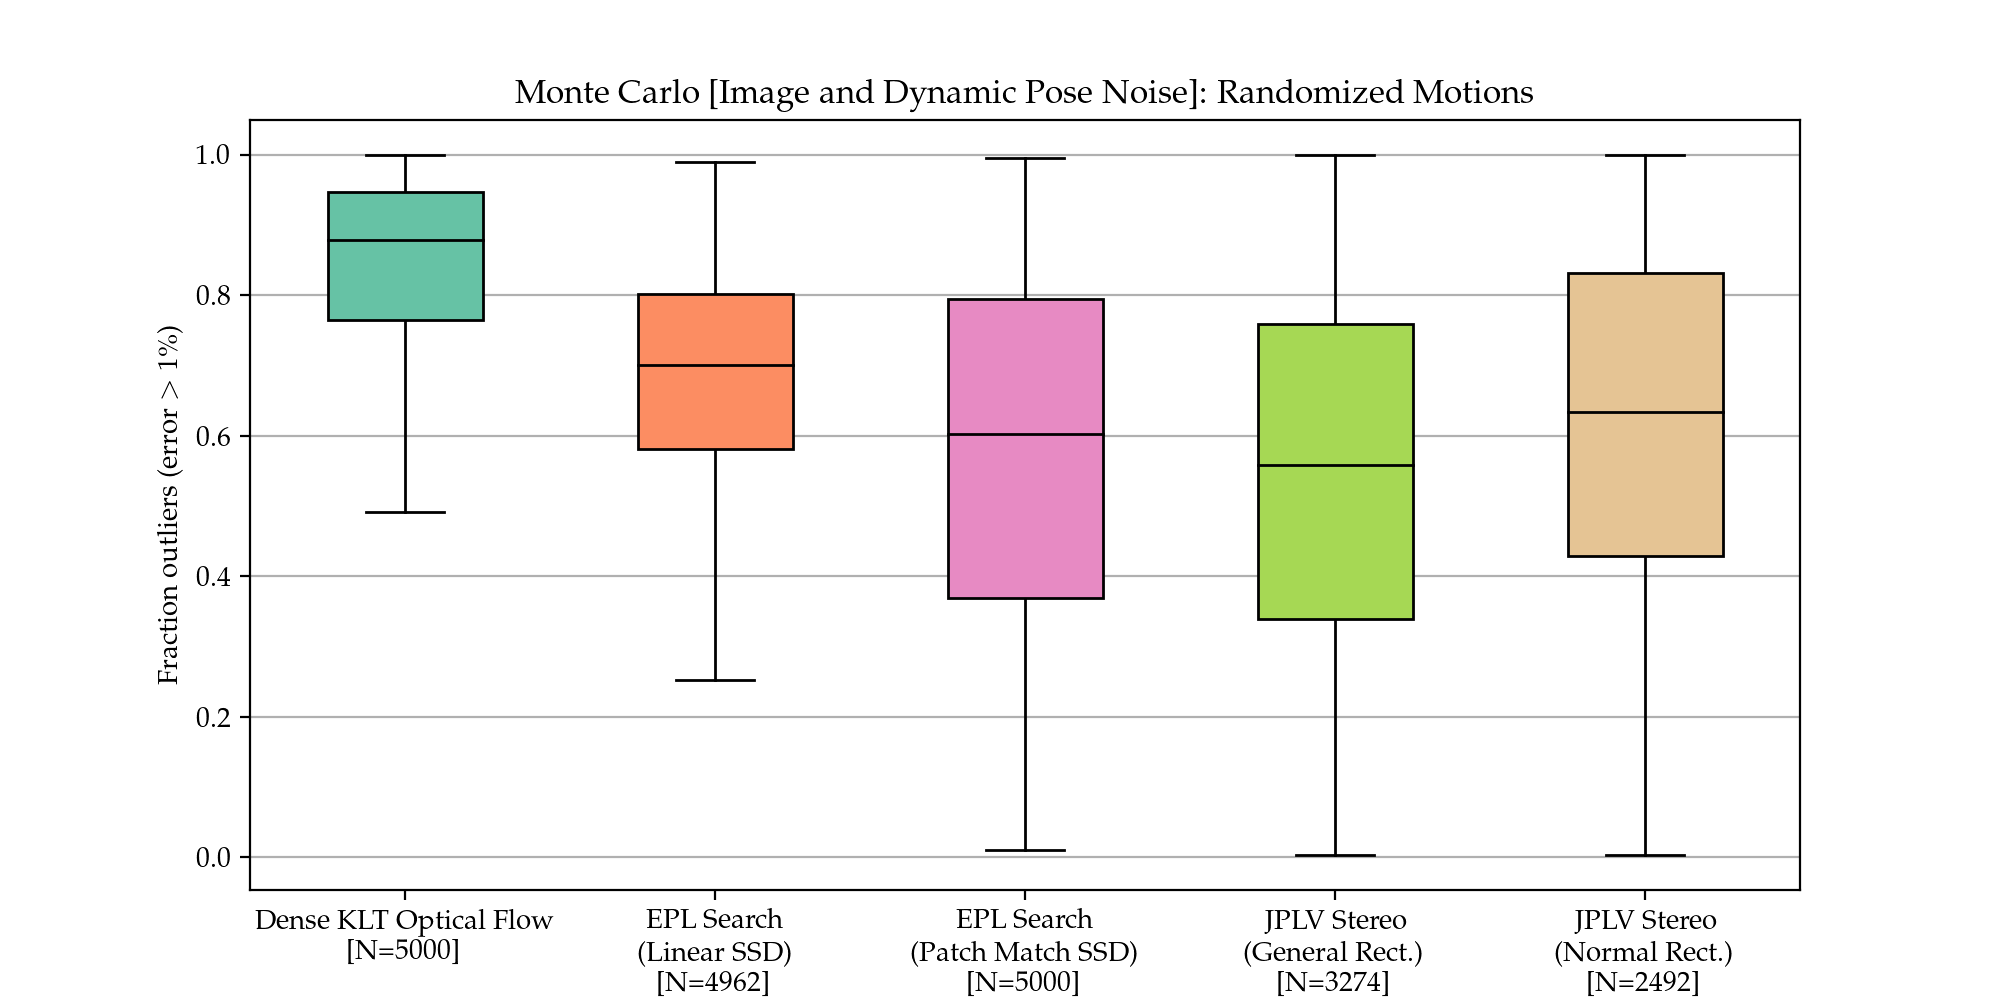 Monte Carlo [Image and Dynamic Pose Noise]: Randomized Motions
Fraction outliers (error > 1%)
1.0
0.8
0.6
0.4
0.2
0.0
Dense KLT Optical Flow
[N=5000]
EPL Search
(Linear SSD)
[N=4962]
EPL Search
(Patch Match SSD)
[N=5000]
JPLV Stereo
(General Rect.)
[N=3274]
JPLV Stereo
(Normal Rect.)
[N=2492]